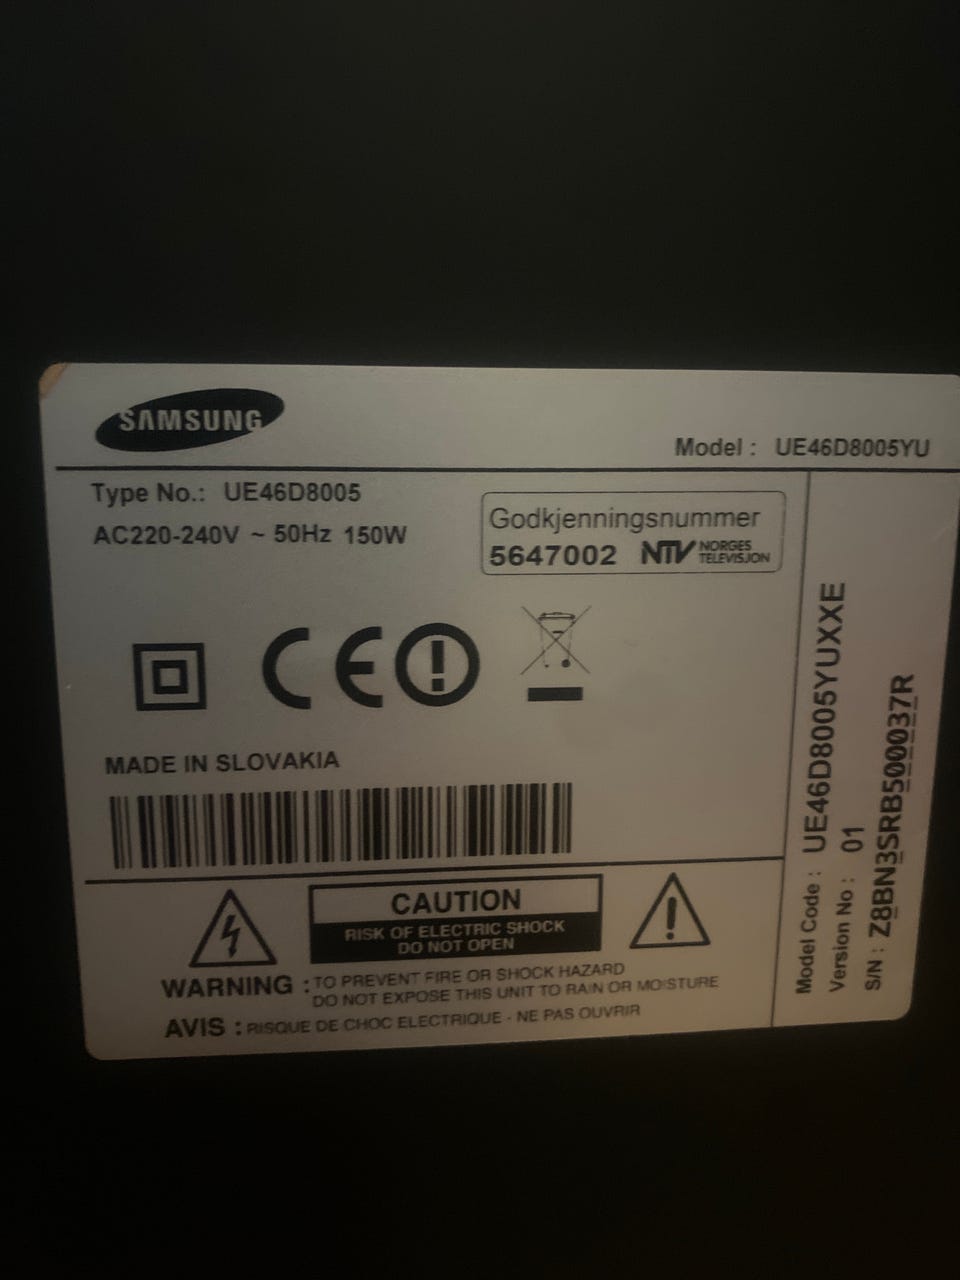 SAMSUNG
Model : UE46D8005YU
Type No.: UE46D8005
AC220-240V ~ 50Hz 150W
Godkjenningsnummer
5647002 NTV NORGES
TELEVISJON
CE
MADE IN SLOVAKIA
CAUTION
RISK OF ELECTRIC SHOCK
DO NOT OPEN
WARNING : TO PREVENT FIRE OR SHOCK HAZARD
DO NOT EXPOSE THIS UNIT TO RAIN OR MOISTURE
AVIS : RISQUE DE CHOC ELECTRIQUE - NE PAS OUVRIR
Model Code : UE46D8005YUXXE
Version No : 01
S/N : Z8BN3SRB500037R